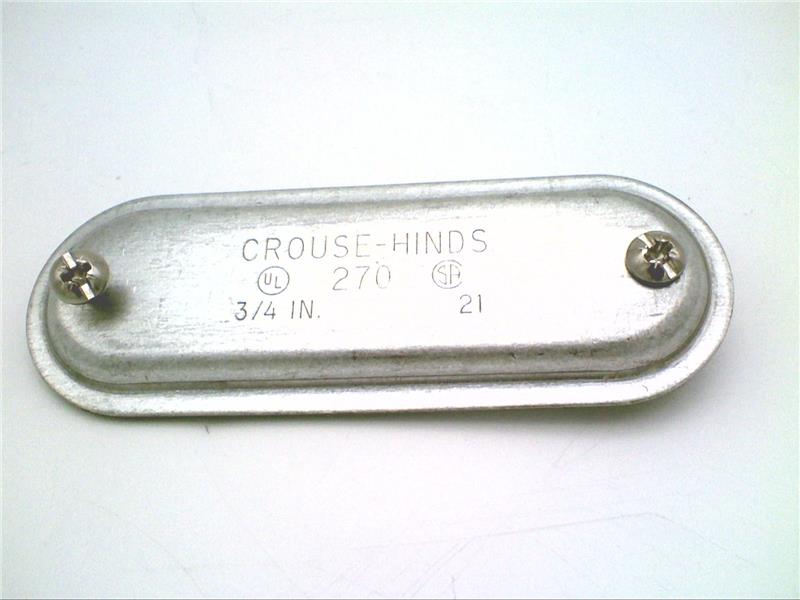 CROUSE-HINDS
UL 270 SA
3/4 IN. 21